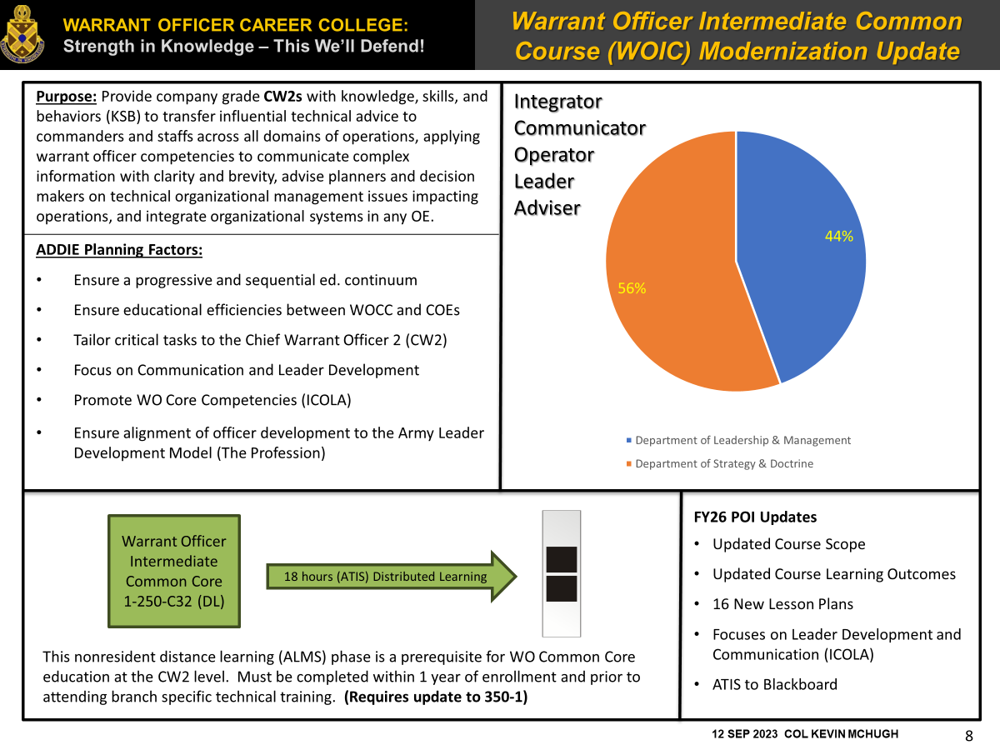 WARRANT OFFICER CAREER COLLEGE:
Strength in Knowledge – This We'll Defend!
Warrant Officer Intermediate Common
Course (WOIC) Modernization Update
Purpose: Provide company grade CW2s with knowledge, skills, and
behaviors (KSB) to transfer influential technical advice to
commanders and staffs across all domains of operations, applying
warrant officer competencies to communicate complex
information with clarity and brevity, advise planners and decision
makers on technical organizational management issues impacting
operations, and integrate organizational systems in any OE.
ADDIE Planning Factors:
• Ensure a progressive and sequential ed. continuum
• Ensure educational efficiencies between WOCC and COEs
• Tailor critical tasks to the Chief Warrant Officer 2 (CW2)
• Focus on Communication and Leader Development
• Promote WO Core Competencies (ICOLA)
• Ensure alignment of officer development to the Army Leader
Development Model (The Profession)
Integrator
Communicator
Operator
Leader
Adviser
44%
56%
Department of Leadership & Management
Department of Strategy & Doctrine
Warrant Officer
Intermediate
Common Core
1-250-C32 (DL)
18 hours (ATIS) Distributed Learning
This nonresident distance learning (ALMS) phase is a prerequisite for WO Common Core
education at the CW2 level. Must be completed within 1 year of enrollment and prior to
attending branch specific technical training. (Requires update to 350-1)
FY26 POI Updates
• Updated Course Scope
• Updated Course Learning Outcomes
• 16 New Lesson Plans
• Focuses on Leader Development and
Communication (ICOLA)
• ATIS to Blackboard
12 SEP 2023 COL KEVIN MCHUGH
8